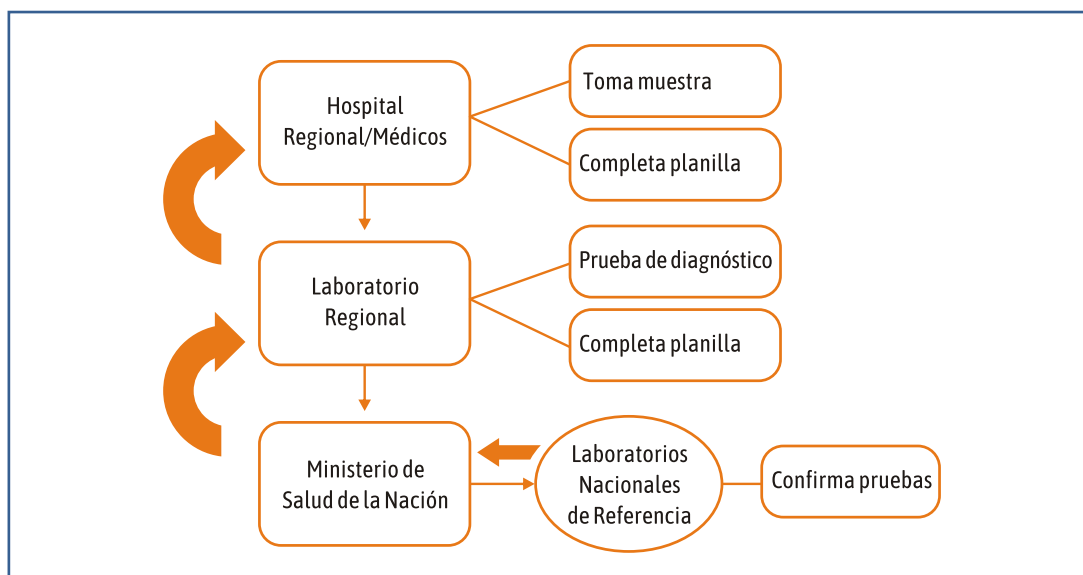 Hospital
Regional/Médicos
Toma muestra
Completa planilla
Laboratorio
Regional
Prueba de diagnóstico
Completa planilla
Ministerio de
Salud de la Nación
Laboratorios
Nacionales
de Referencia
Confirma pruebas